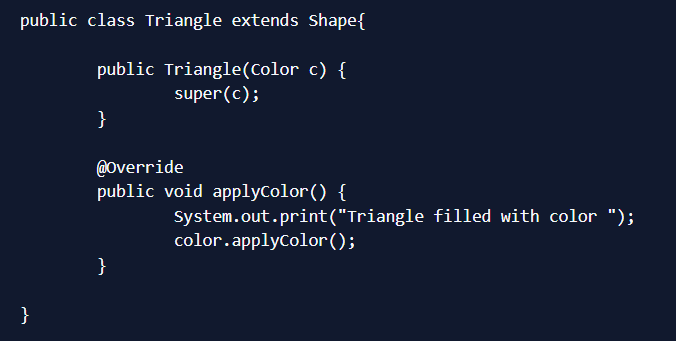 public class Triangle extends Shape{
public Triangle(Color c) {
super(c);
}
@Override
public void applyColor() {
System.out.print("Triangle filled with color ");
color.applyColor();
}
}